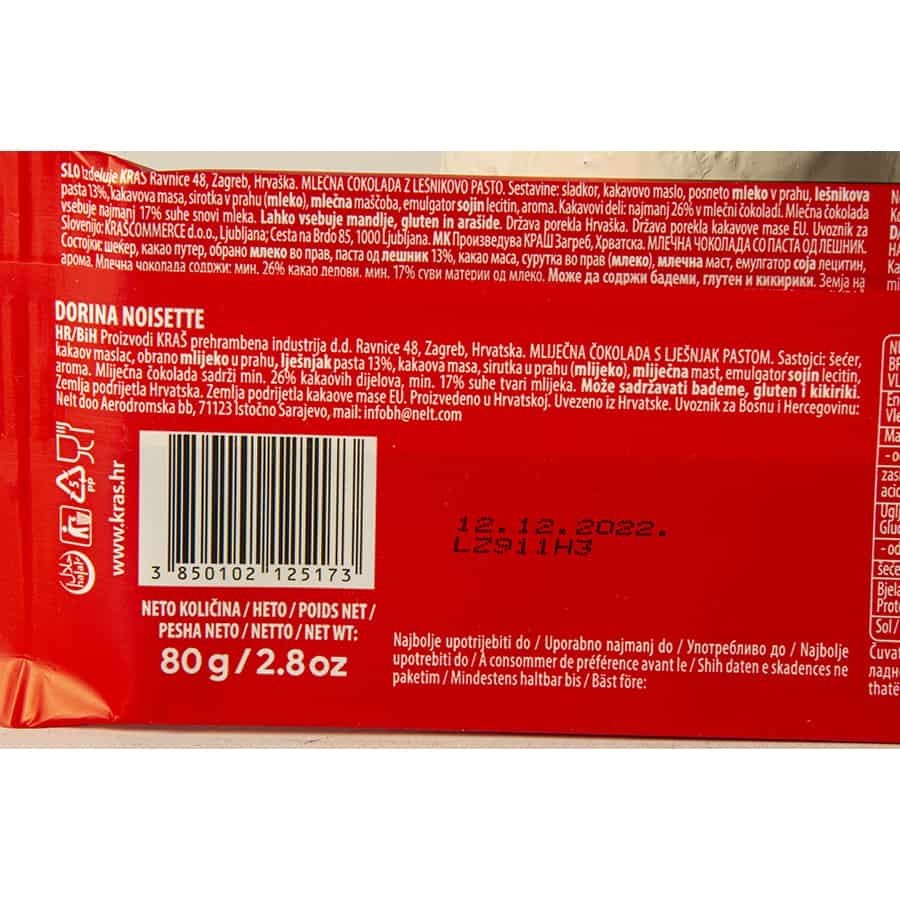 SLO Izdeluje KRAŠ Ravnice 48, Zagreb, Hrvaška. MLEČNA ČOKOLADA Z LEŠNIKOVO PASTO. Sestavine: sladkor, kakavovo maslo, posneto mleko v prahu, lešnikova
pasta 13%, kakavova masa, sirotka v prahu (mleko), mlečna maščoba, emulgator sojin lecitin, aroma. Kakavovi deli: najmanj 26% v mlečni čokoladi. Mlečna čokolada
vsebuje najmanj 17% suhe snovi mleka. Lahko vsebuje mandlje, gluten in arašide. Država porekla Hrvaška. Država porekla kakavove mase EU. Uvoznik za
Slovenijo: KRAŠCOMMERCE d.o.o., Ljubljana; Cesta na Brdo 85, 1000 Ljubljana. МК Произведува КРАШ Загреб, Хрватска. МЛЕЧНА ЧОКОЛАДА СО ПАСТА ОД ЛЕШНИК.
Состојки: шеќер, какао путер, обрано млеко во прав, паста од лешник 13%, какао маса, сурутка во прав (млеко), млечна маст, емулгатор соја лецитин,
арома. Млечна чоколада содржи: мин. 26% какао делови, мин. 17% суви материи од млеко. Може да содржи бадеми, глутен и кикирики. Земја на
DORINA NOISETTE
HR/BiH Proizvodi KRAŠ prehrambena industrija d.d. Ravnice 48, Zagreb, Hrvatska. MLIJEČNA ČOKOLADA S LJEŠNJAK PASTOM. Sastojci: šećer,
kakaov maslac, obrano mlijeko u prahu, lješnjak pasta 13%, kakaova masa, sirutka u prahu (mlijeko), mliječna mast, emulgator sojin lecitin,
aroma. Mliječna čokolada sadrži min. 26% kakaovih dijelova, min. 17% suhe tvari mlijeka. Može sadržavati bademe, gluten i kikiriki.
Zemlja podrijetla Hrvatska. Zemlja podrijetla kakaove mase EU. Proizvedeno u Hrvatskoj. Uvezeno iz Hrvatske. Uvoznik za Bosnu i Hercegovinu:
Nelt doo Aerodromska bb, 71123 Istočno Sarajevo, mail: infobh@nelt.com
5
PP
حلال
halal
www.kras.hr
3 850102 125173
12.12.2022.
LZ911H3
NETO KOLIČINA / НЕТО / POIDS NET /
PESHA NETO / NETTO / NET WT:
80 g / 2.8 oz
Najbolje upotrijebiti do / Uporabno najmanj do / Употребливо до / Najbolje
upotrebiti do / À consommer de préférence avant le / Shih daten e skadences ne
paketim / Mindestens haltbar bis / Bäst före: